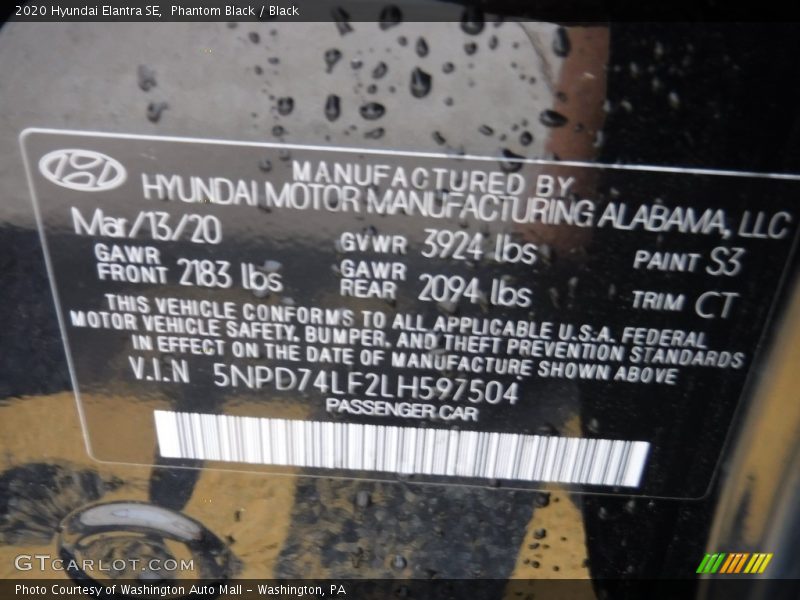 2020 Hyundai Elantra SE, Phantom Black / Black
MANUFACTURED BY
HYUNDAI MOTOR MANUFACTURING ALABAMA, LLC
Mar/13/20 GVWR 3924 lbs PAINT S3
GAWR FRONT 2183 lbs GAWR REAR 2094 lbs TRIM CT
THIS VEHICLE CONFORMS TO ALL APPLICABLE U.S.A. FEDERAL
MOTOR VEHICLE SAFETY, BUMPER, AND THEFT PREVENTION STANDARDS
IN EFFECT ON THE DATE OF MANUFACTURE SHOWN ABOVE
V.I.N 5NPD74LF2LH597504
PASSENGER CAR
GTCARLOT.COM
Photo Courtesy of Washington Auto Mall - Washington, PA